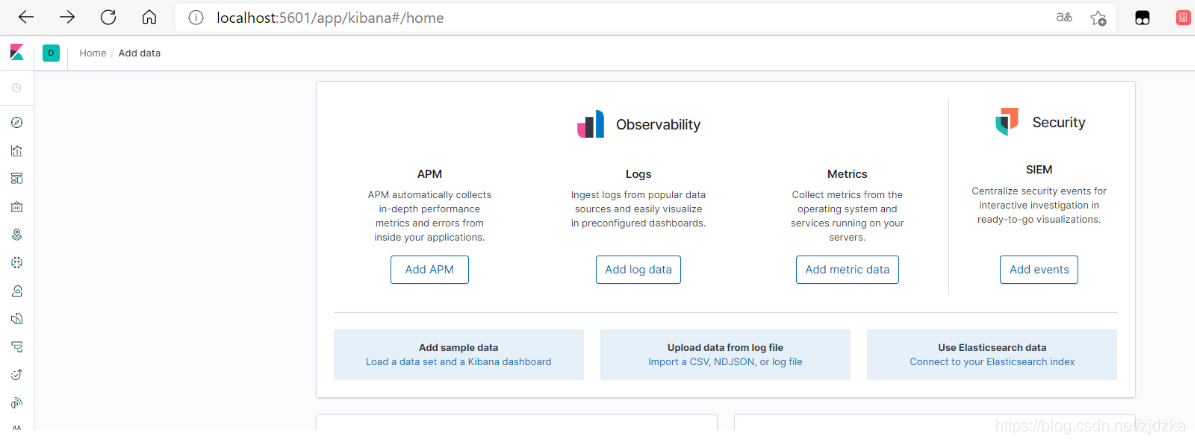 localhost:5601/app/kibana#/home
aあ
D
Home / Add data
Observability
Security
APM
APM automatically collects
in-depth performance
metrics and errors from
inside your applications.
Add APM
Logs
Ingest logs from popular data
sources and easily visualize
in preconfigured dashboards.
Add log data
Metrics
Collect metrics from the
operating system and
services running on your
servers.
Add metric data
SIEM
Centralize security events for
interactive investigation in
ready-to-go visualizations.
Add events
Add sample data
Load a data set and a Kibana dashboard
Upload data from log file
Import a CSV, NDJSON, or log file
Use Elasticsearch data
Connect to your Elasticsearch index
https://blog.csdn.net/zjdzka